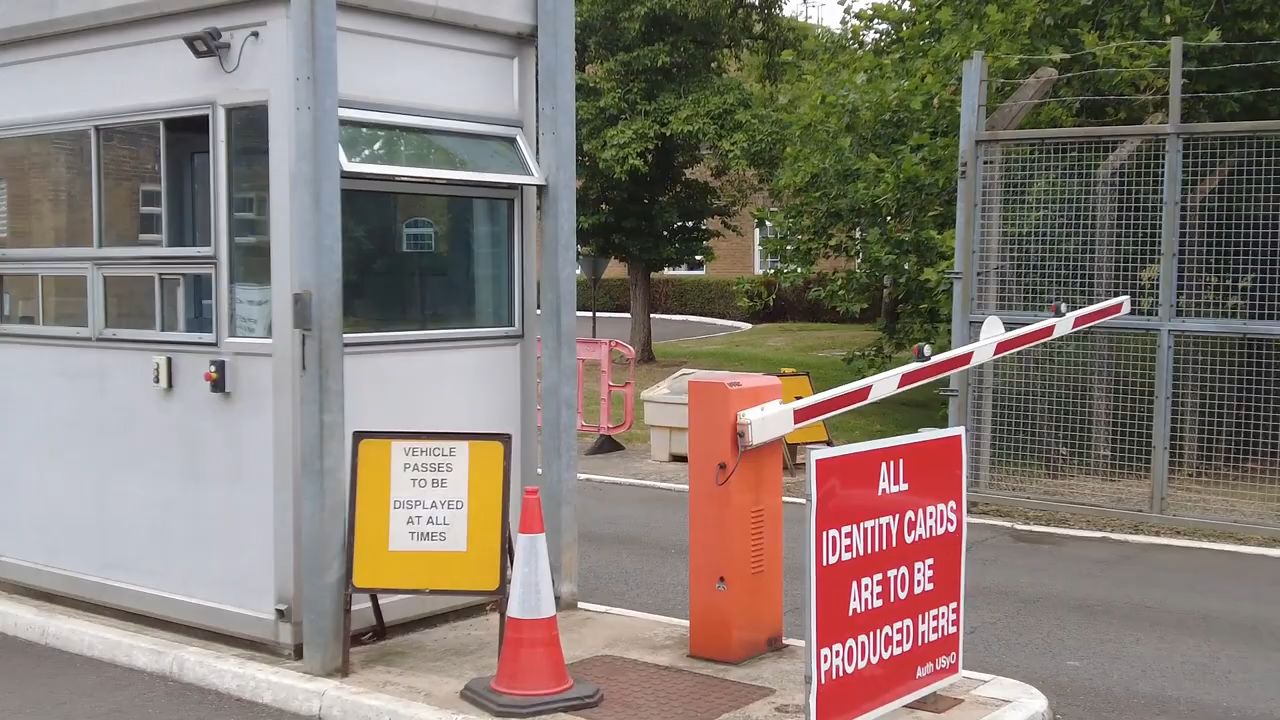 VEHICLE
PASSES
TO BE
DISPLAYED
AT ALL
TIMES
ALL
IDENTITY CARDS
ARE TO BE
PRODUCED HERE
Auth USyO